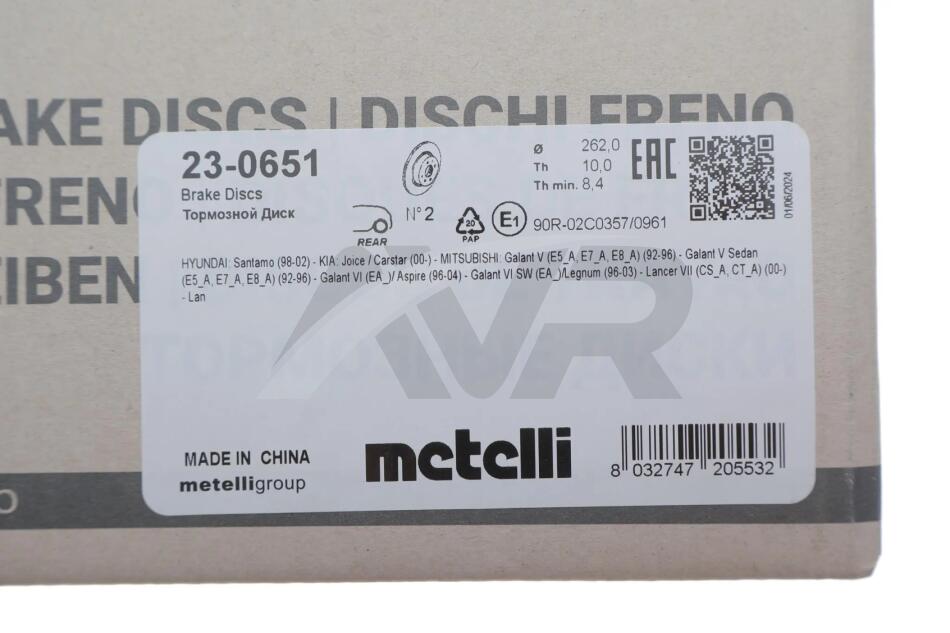 AKE DISCS | DISCHI FRENO
FREN
EIBEN
23-0651
Brake Discs
Тормозной Диск
REAR
N° 2
20
PAP
E1
90R-02C0357/0961
ø 262,0
Th 10,0
Th min. 8,4
EAC
01/06/2024
HYUNDAI: Santamo (98-02) - KIA: Joice / Carstar (00-) - MITSUBISHI: Galant V (E5_A, E7_A, E8_A) (92-96) - Galant V Sedan
(E5_A, E7_A, E8_A) (92-96) - Galant VI (EA_)/ Aspire (96-04) - Galant VI SW (EA_)/Legnum (96-03) - Lancer VII (CS_A, CT_A) (00-)
- Lan
AVR
MADE IN CHINA
metelligroup
metelli
8 032747 205532